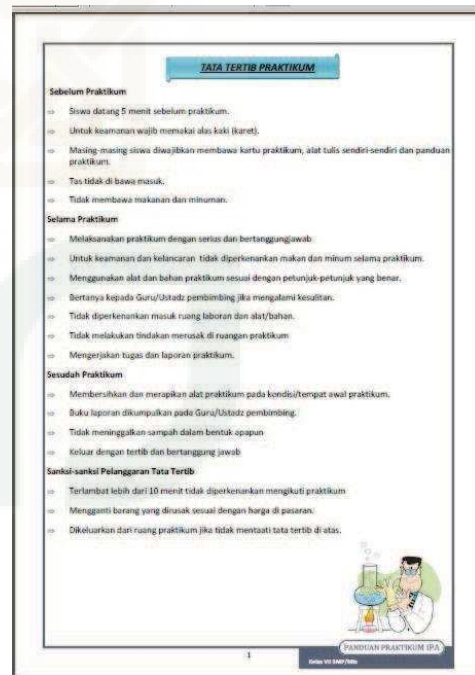 TATA TERTIB PRAKTIKUM
Sebelum Praktikum
⇨ Siswa datang 5 menit sebelum praktikum.
⇨ Untuk keamanan wajib memakai alas kaki (karet).
⇨ Masing-masing siswa diwajibkan membawa kartu praktikum, alat tulis sendiri-sendiri dan panduan
praktikum.
⇨ Tas tidak di bawa masuk.
⇨ Tidak membawa makanan dan minuman.
Selama Praktikum
⇨ Melaksanakan praktikum dengan serius dan bertanggungjawab
⇨ Untuk keamanan dan kelancaran tidak diperkenankan makan dan minum selama praktikum.
⇨ Menggunakan alat dan bahan praktikum sesuai dengan petunjuk-petunjuk yang benar.
⇨ Bertanya kepada Guru/Ustadz pembimbing jika mengalami kesulitan.
⇨ Tidak diperkenankan masuk ruang laboran dan alat/bahan.
⇨ Tidak melakukan tindakan merusak di ruangan praktikum
⇨ Mengerjakan tugas dan laporan praktikum.
Sesudah Praktikum
⇨ Membersihkan dan merapikan alat praktikum pada kondisi/tempat awal praktikum.
⇨ Buku laporan dikumpulkan pada Guru/Ustadz pembimbing.
⇨ Tidak meninggalkan sampah dalam bentuk apapun
⇨ Keluar dengan tertib dan bertanggung jawab
Sanksi-sanksi Pelanggaran Tata Tertib
⇨ Terlambat lebih dari 10 menit tidak diperkenankan mengikuti praktikum
⇨ Mengganti barang yang dirusak sesuai dengan harga di pasaran.
⇨ Dikeluarkan dari ruang praktikum jika tidak mentaati tata tertib di atas.
PANDUAN PRAKTIKUM IPA
1
Kelas VII SMP/Mts